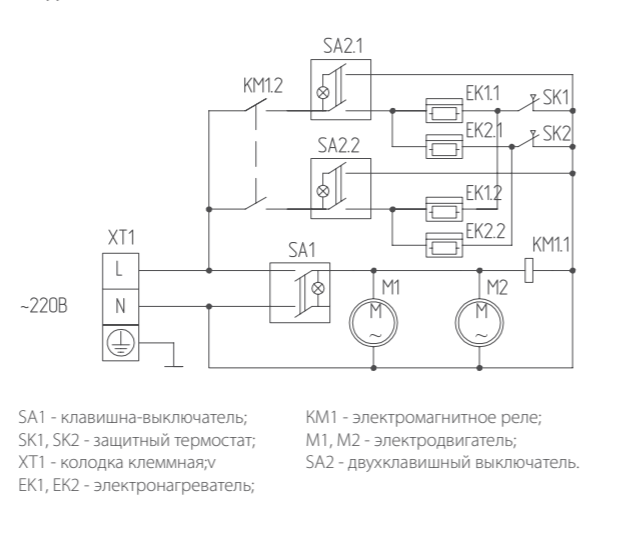 SA2.1
KM1.2
EK1.1
SK1
EK2.1
SK2
SA2.2
EK1.2
EK2.2
XT1
SA1
KM1.1
L
M1
M2
~220В
N
M
~
M
~
SA1 - клавишна-выключатель;
SK1, SK2 - защитный термостат;
XT1 - колодка клеммная;v
EK1, EK2 - электронагреватель;
KM1 - электромагнитное реле;
M1, M2 - электродвигатель;
SA2 - двухклавишный выключатель.